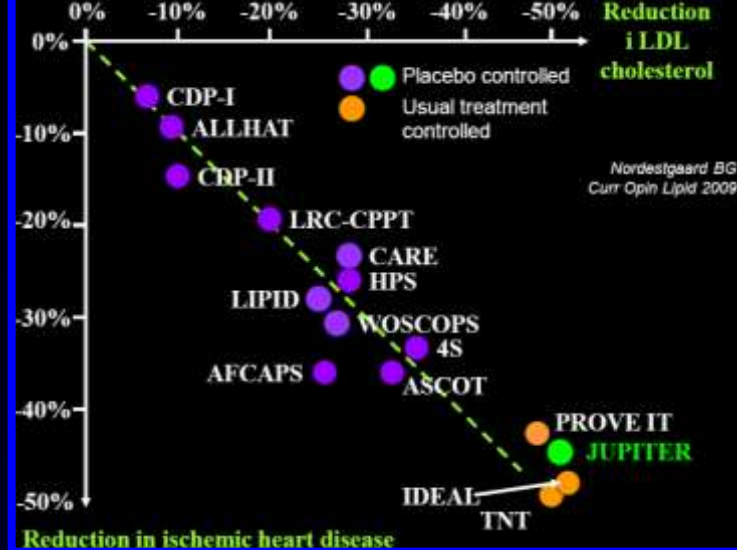 0% -10% -20% -30% -40% -50%
Reduction
i LDL
cholesterol
0%
-10%
-20%
-30%
-40%
-50%
Placebo controlled
Usual treatment
controlled
Nordestgaard BG
Curr Opin Lipid 2009
CDP-I
ALLHAT
CDP-II
LRC-CPPT
CARE
HPS
LIPID
WOSCOPS
4S
AFCAPS
ASCOT
PROVE IT
JUPITER
IDEAL
TNT
Reduction in ischemic heart disease